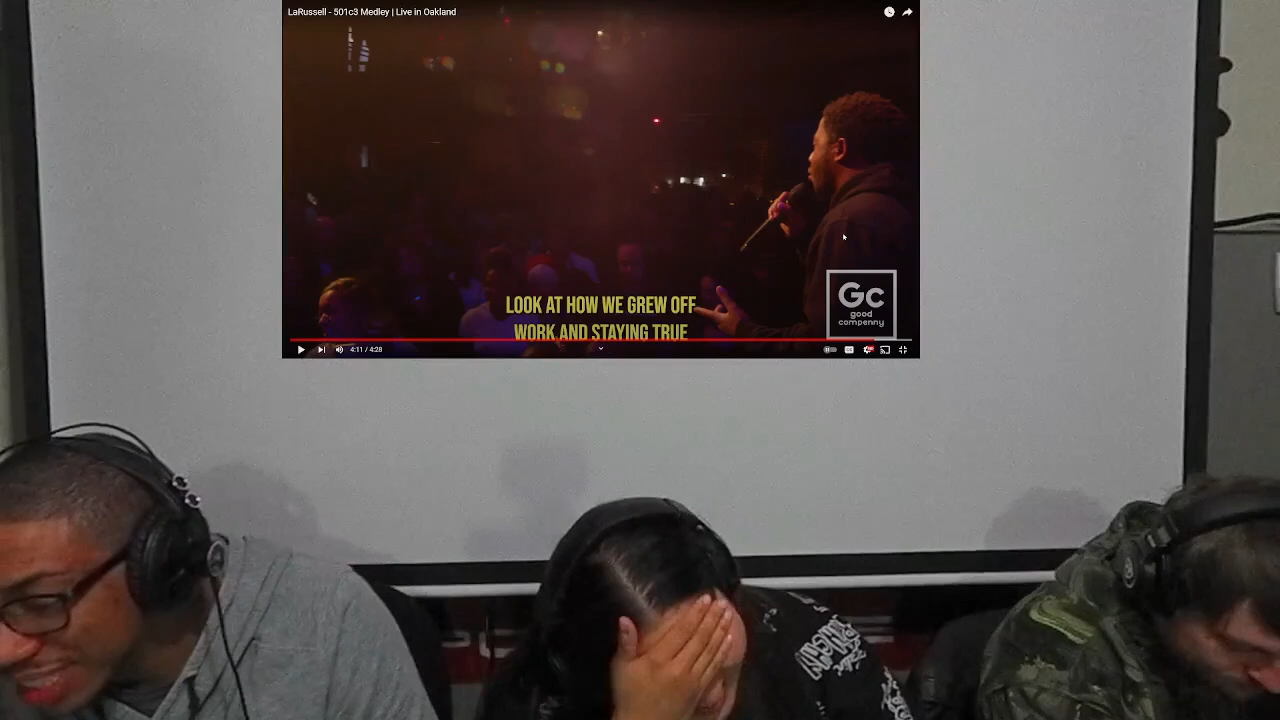 LaRussell - 501c3 Medley | Live in Oakland
LOOK AT HOW WE GREW OFF
WORK AND STAYING TRUE
Gc
good
compenny
4:11 / 4:28